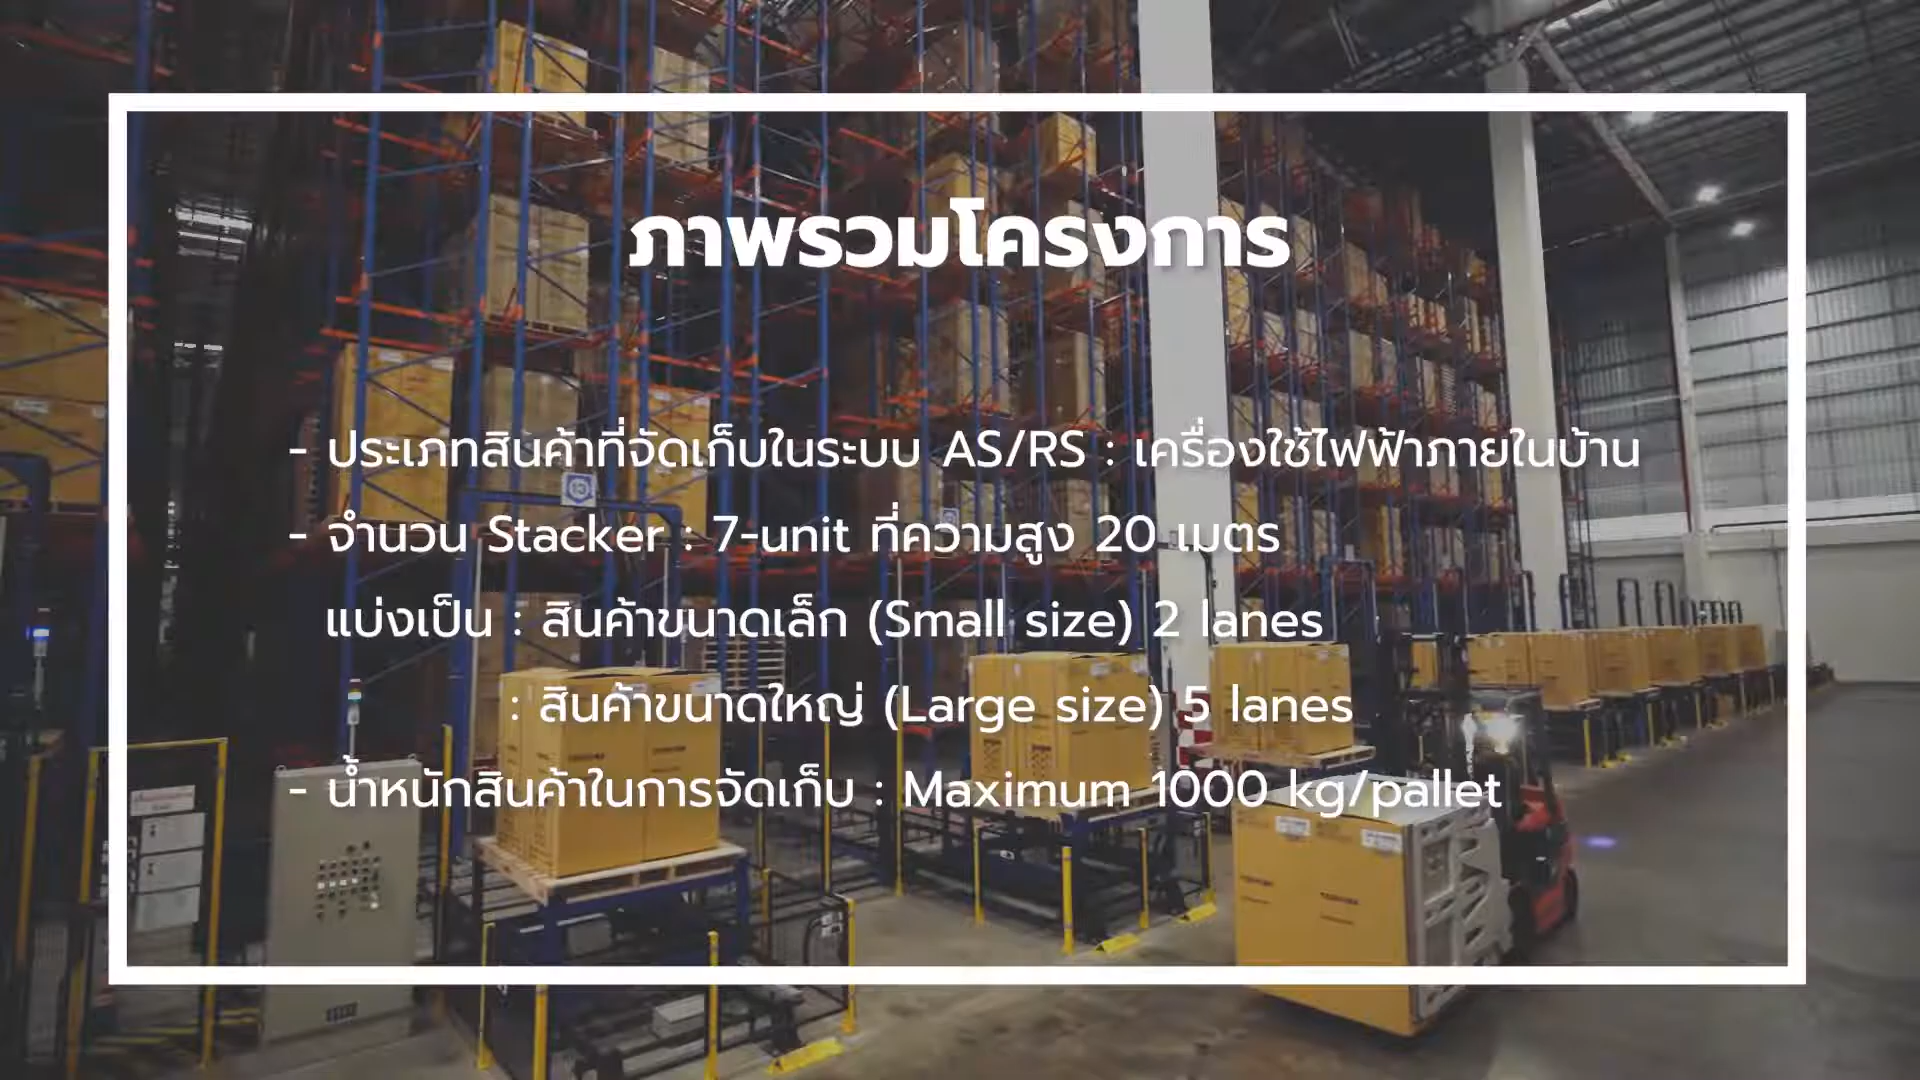 ภาพรวมโครงการ
- ประเภทสินค้าที่จัดเก็บในระบบ AS/RS : เครื่องใช้ไฟฟ้าภายในบ้าน
- จำนวน Stacker : 7-unit ที่ความสูง 20 เมตร
แบ่งเป็น : สินค้าขนาดเล็ก (Small size) 2 lanes
: สินค้าขนาดใหญ่ (Large size) 5 lanes
- น้ำหนักสินค้าในการจัดเก็บ : Maximum 1000 kg/pallet